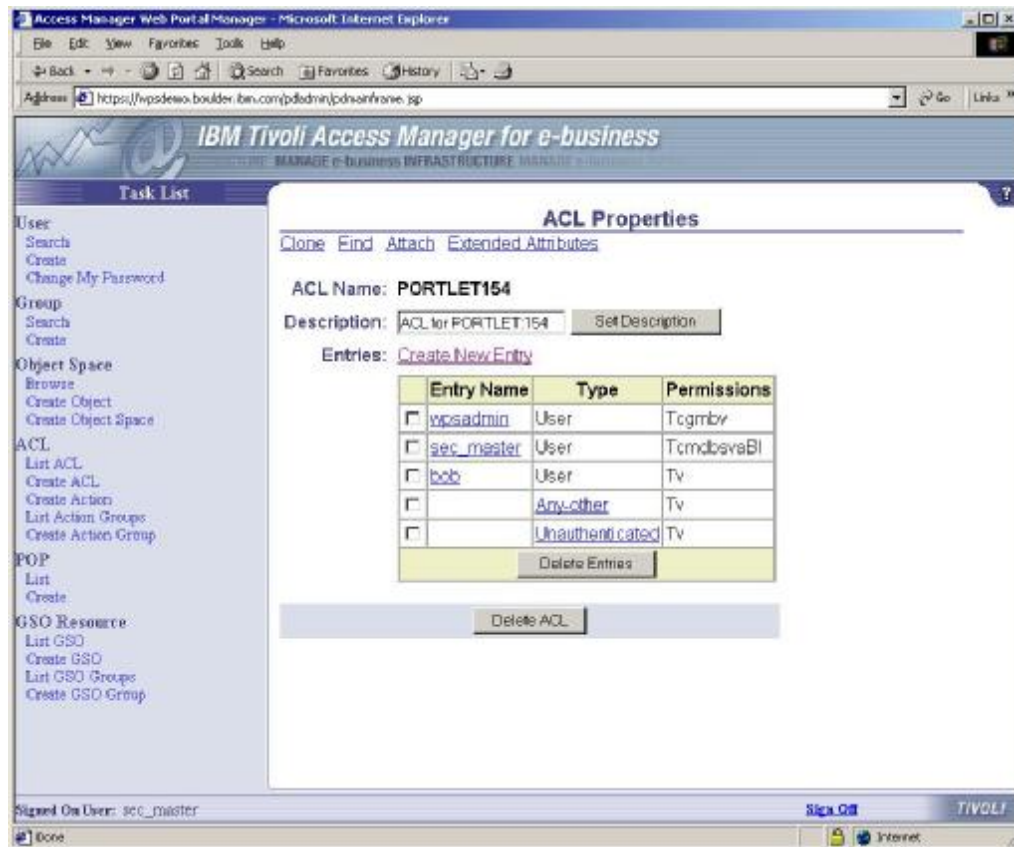 Access Manager Web Portal Manager - Microsoft Internet Explorer
File Edit View Favorites Tools Help
Back Search Favorites History
Address https://wpsdemo.boulder.ibm.com/pdadmin/pdmainframe.jsp Go Links »
IBM Tivoli Access Manager for e-business
MANAGE e-business INFRASTRUCTURE
Task List
?
User
Search
Create
Change My Password
Group
Search
Create
Object Space
Browse
Create Object
Create Object Space
ACL
List ACL
Create ACL
Create Action
List Action Groups
Create Action Group
POP
List
Create
GSO Resource
List GSO
Create GSO
List GSO Groups
Create GSO Group
ACL Properties
Clone Find Attach Extended Attributes
ACL Name: PORTLET154
Description: ACL for PORTLET:154 Set Description
Entries: Create New Entry
Entry Name Type Permissions
wpsadmin User Tcgmbv
sec_master User TcmdbsvaBl
bob User Tv
Any-other Tv
Unauthenticated Tv
Delete Entries
Delete ACL
Signed On User: sec_master Sign Off TIVOLI
Done Internet